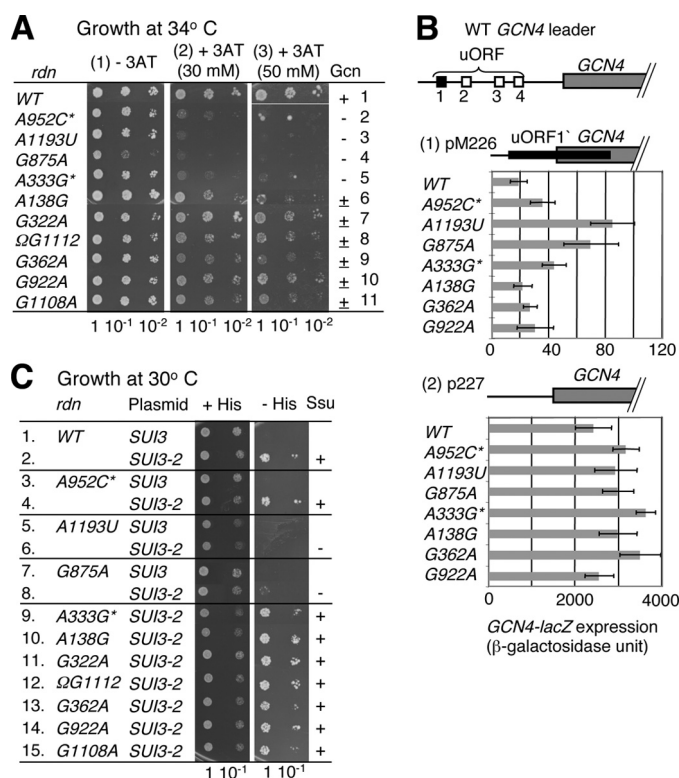 A
Growth at 34° C
rdn
(1) - 3AT
(2) + 3AT (30 mM)
(3) + 3AT (50 mM)
Gcn
WT + 1
A952C* - 2
A1193U - 3
G875A - 4
A333G* - 5
A138G ± 6
G322A ± 7
ΩG1112 ± 8
G362A ± 9
G922A ± 10
G1108A ± 11
1 10-1 10-2 1 10-1 10-2 1 10-1 10-2
B
WT GCN4 leader
uORF
GCN4
1 2 3 4
(1) pM226
uORF1` GCN4
WT
A952C*
A1193U
G875A
A333G*
A138G
G362A
G922A
0 40 80 120
(2) p227
GCN4
WT
A952C*
A1193U
G875A
A333G*
A138G
G362A
G922A
0 2000 4000
GCN4-lacZ expression
(β-galactosidase unit)
C
Growth at 30° C
rdn Plasmid + His - His Ssu
1. WT SUI3
2. SUI3-2 +
3. A952C* SUI3
4. SUI3-2 +
5. A1193U SUI3
6. SUI3-2 -
7. G875A SUI3
8. SUI3-2 -
9. A333G* SUI3-2 +
10. A138G SUI3-2 +
11. G322A SUI3-2 +
12. ΩG1112 SUI3-2 +
13. G362A SUI3-2 +
14. G922A SUI3-2 +
15. G1108A SUI3-2 +
1 10-1 1 10-1